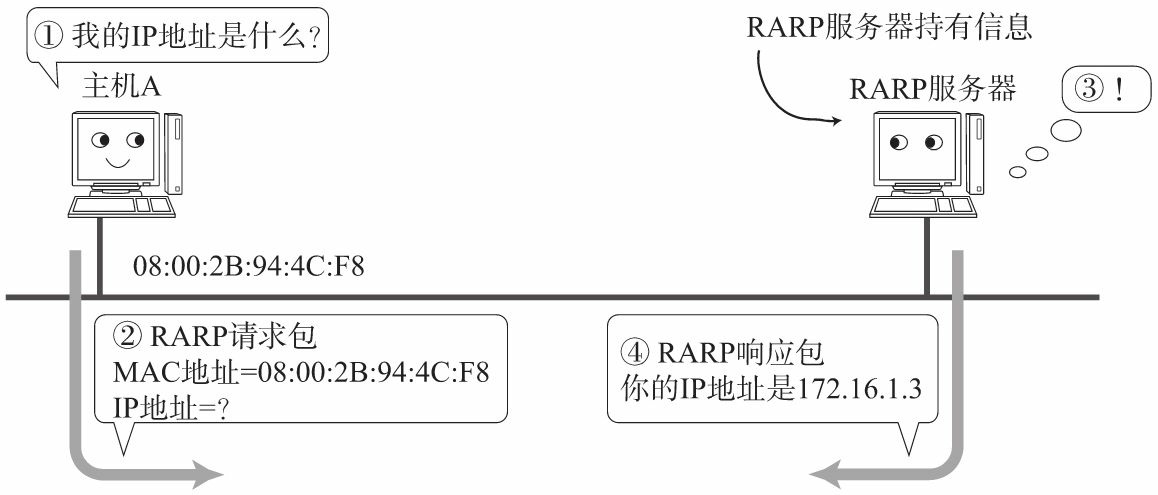 ① 我的IP地址是什么?
主机A
RARP服务器持有信息
RARP服务器
③ !
08:00:2B:94:4C:F8
② RARP请求包
MAC地址=08:00:2B:94:4C:F8
IP地址=?
④ RARP响应包
你的IP地址是172.16.1.3